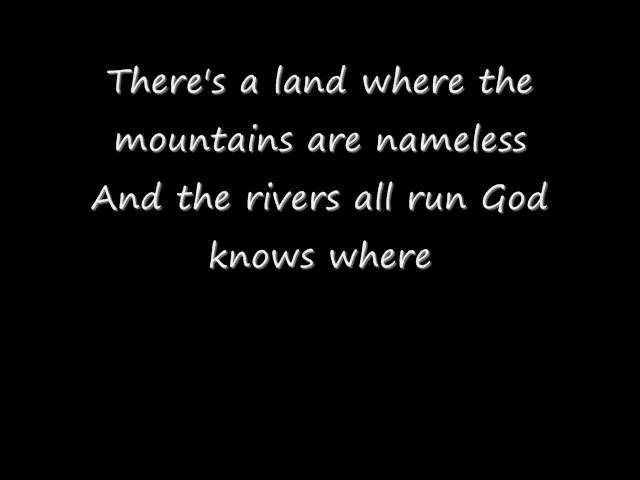 There's a land where the
mountains are nameless
And the rivers all run God
knows where